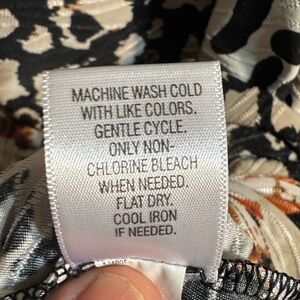 MACHINE WASH COLD
WITH LIKE COLORS.
GENTLE CYCLE.
ONLY NON-
CHLORINE BLEACH
WHEN NEEDED.
FLAT DRY.
COOL IRON
IF NEEDED.